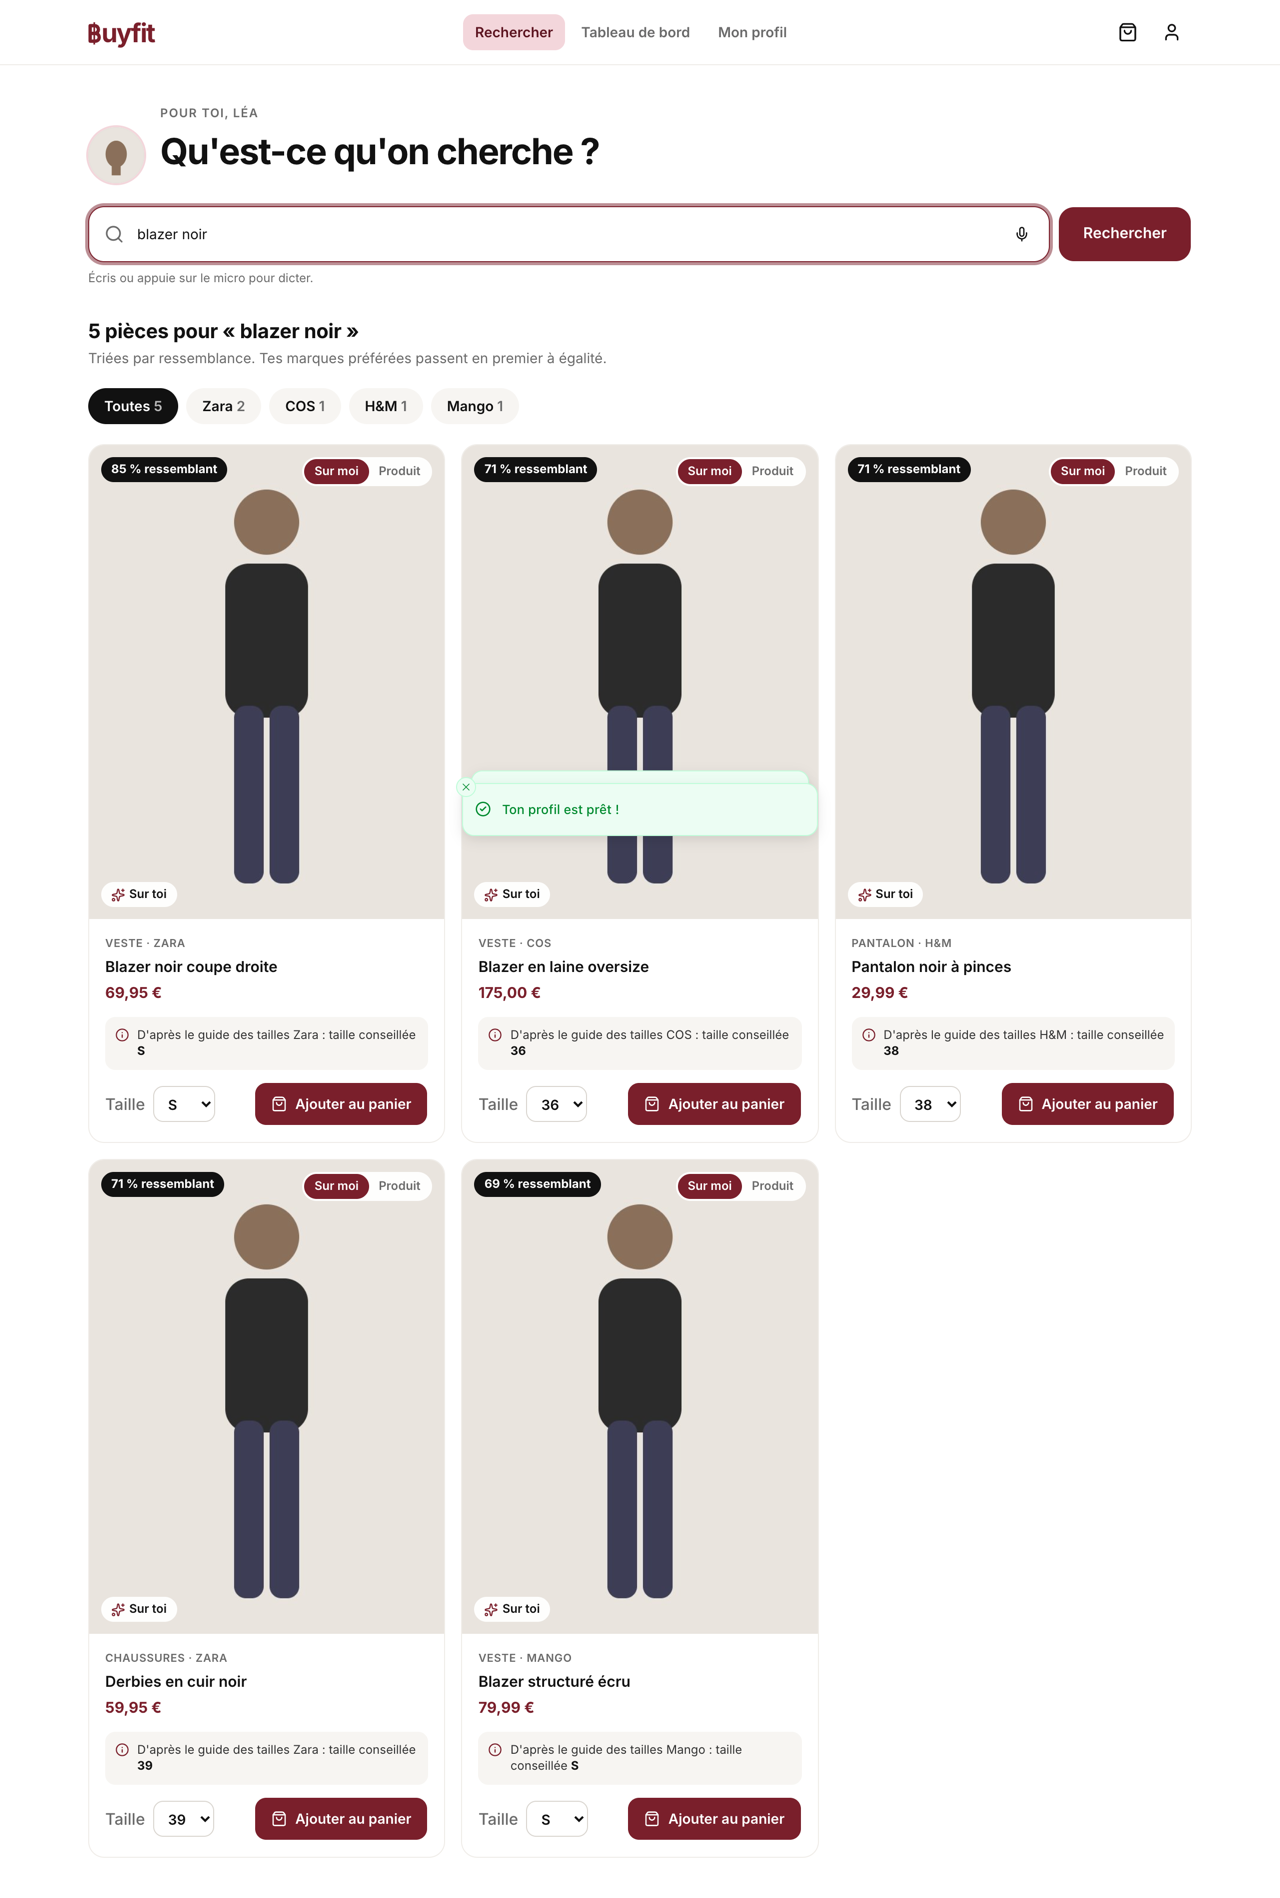 Buyfit
Rechercher
Tableau de bord
Mon profil
POUR TOI, LÉA
Qu'est-ce qu'on cherche ?
blazer noir
Rechercher
Écris ou appuie sur le micro pour dicter.
5 pièces pour « blazer noir »
Triées par ressemblance. Tes marques préférées passent en premier à égalité.
Toutes 5
Zara 2
COS 1
H&M 1
Mango 1
85 % ressemblant
Sur moi
Produit
Sur toi
VESTE · ZARA
Blazer noir coupe droite
69,95 €
D'après le guide des tailles Zara : taille conseillée
S
Taille
S
Ajouter au panier
71 % ressemblant
Sur moi
Produit
Ton profil est prêt !
Sur toi
VESTE · COS
Blazer en laine oversize
175,00 €
D'après le guide des tailles COS : taille conseillée
36
Taille
36
Ajouter au panier
71 % ressemblant
Sur moi
Produit
Sur toi
PANTALON · H&M
Pantalon noir à pinces
29,99 €
D'après le guide des tailles H&M : taille conseillée
38
Taille
38
Ajouter au panier
71 % ressemblant
Sur moi
Produit
Sur toi
CHAUSSURES · ZARA
Derbies en cuir noir
59,95 €
D'après le guide des tailles Zara : taille conseillée
39
Taille
39
Ajouter au panier
69 % ressemblant
Sur moi
Produit
Sur toi
VESTE · MANGO
Blazer structuré écru
79,99 €
D'après le guide des tailles Mango : taille
conseillée S
Taille
S
Ajouter au panier